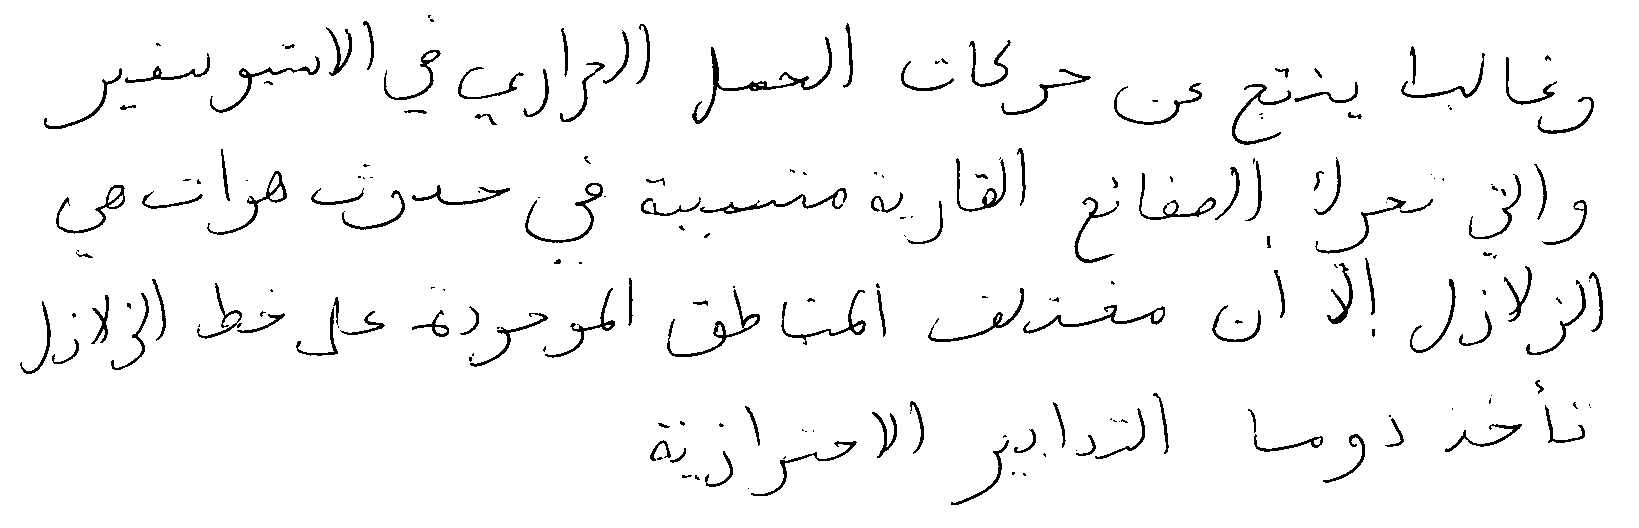 وغالبا ينتج عن حركات الحمل الحراري في الاستيوسفير
والتي تحرك الصفائح القارية متسببة في حدوث هزات هي
الزلازل إلا أن مختلف المناطق الموجودة على خط الزلازل
تأخذ دوما التدابير الاحترازية